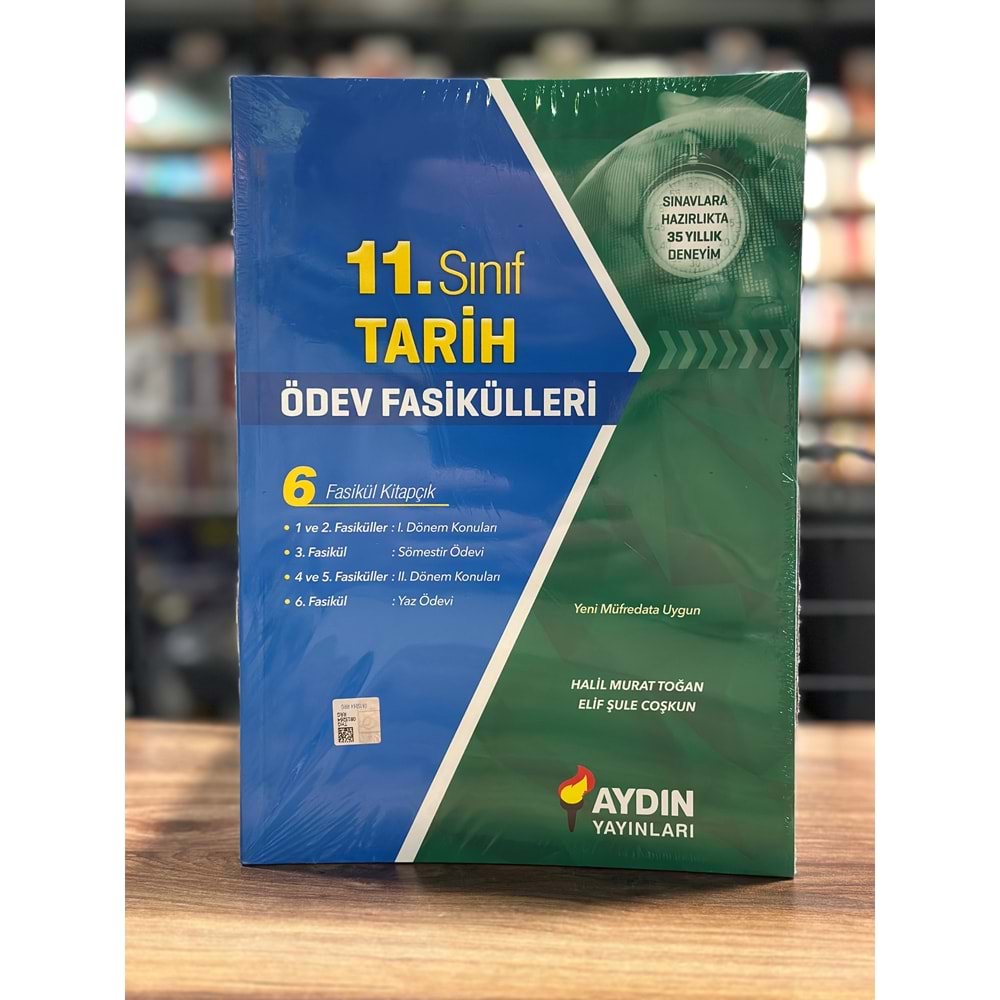 SINAVLARA
HAZIRLIKTA
35 YILLIK
DENEYİM
11. Sınıf
TARİH
ÖDEV FASİKÜLLERİ
6 Fasikül Kitapçık
• 1 ve 2. Fasiküller : I. Dönem Konuları
• 3. Fasikül : Sömestir Ödevi
• 4 ve 5. Fasiküller : II. Dönem Konuları
• 6. Fasikül : Yaz Ödevi
Yeni Müfredata Uygun
HALİL MURAT TOĞAN
ELİF ŞULE COŞKUN
AYDIN
YAYINLARI